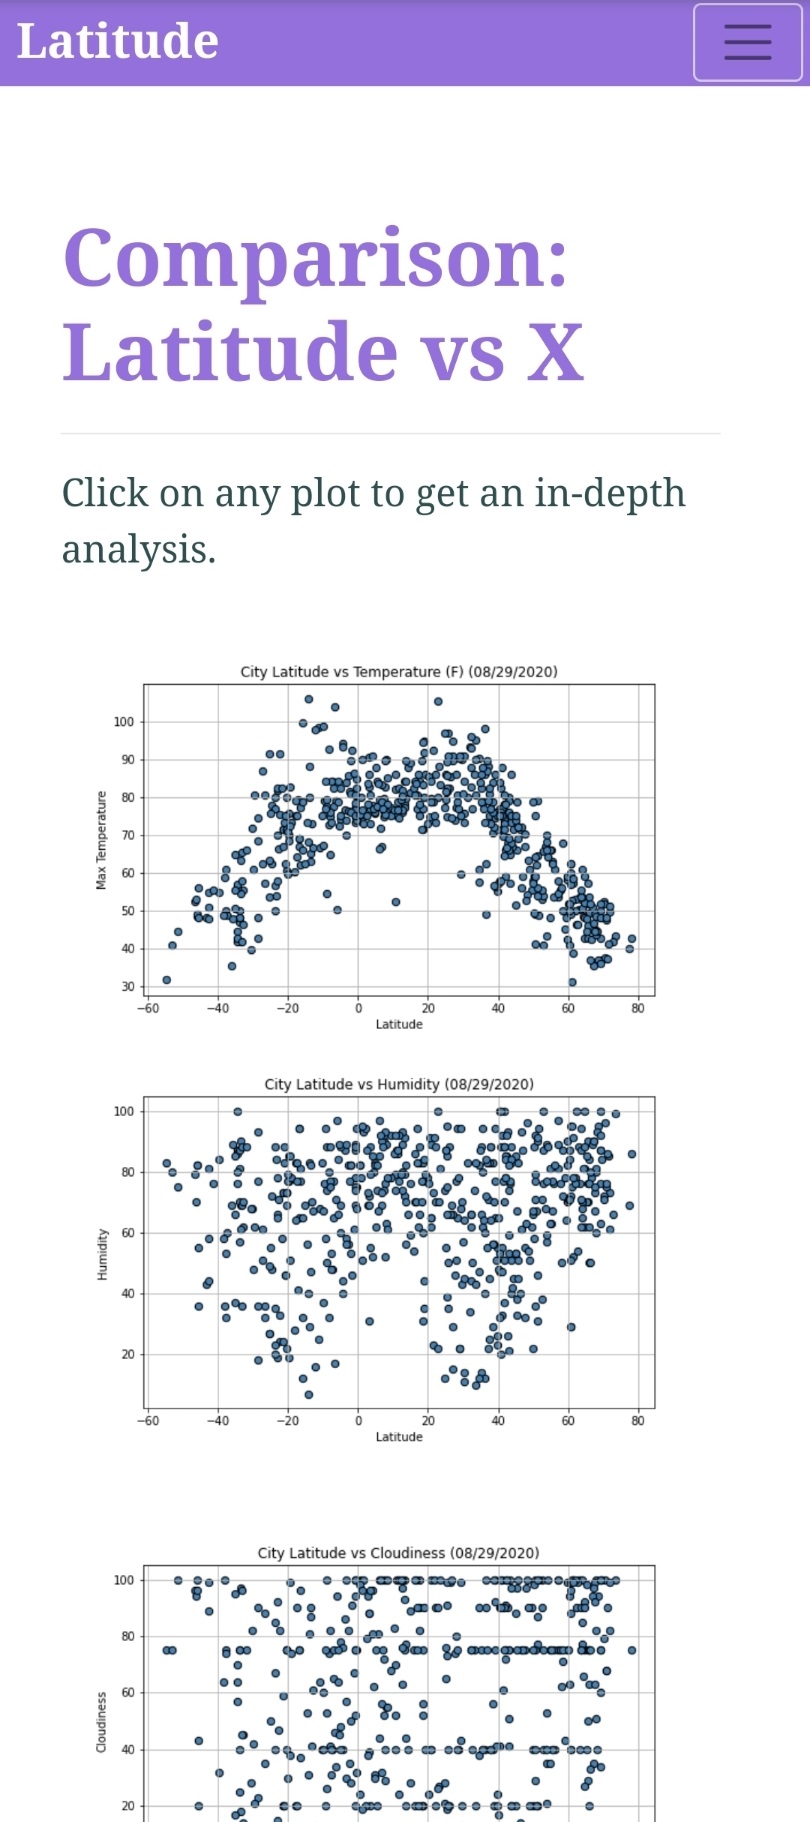 Latitude
Comparison:
Latitude vs X
Click on any plot to get an in-depth
analysis.
City Latitude vs Temperature (F) (08/29/2020)
100
90
80
70
60
50
40
30
Max Temperature
−60 −40 −20 0 20 40 60 80
Latitude
City Latitude vs Humidity (08/29/2020)
100
80
60
40
20
Humidity
−60 −40 −20 0 20 40 60 80
Latitude
City Latitude vs Cloudiness (08/29/2020)
100
80
60
40
20
Cloudiness